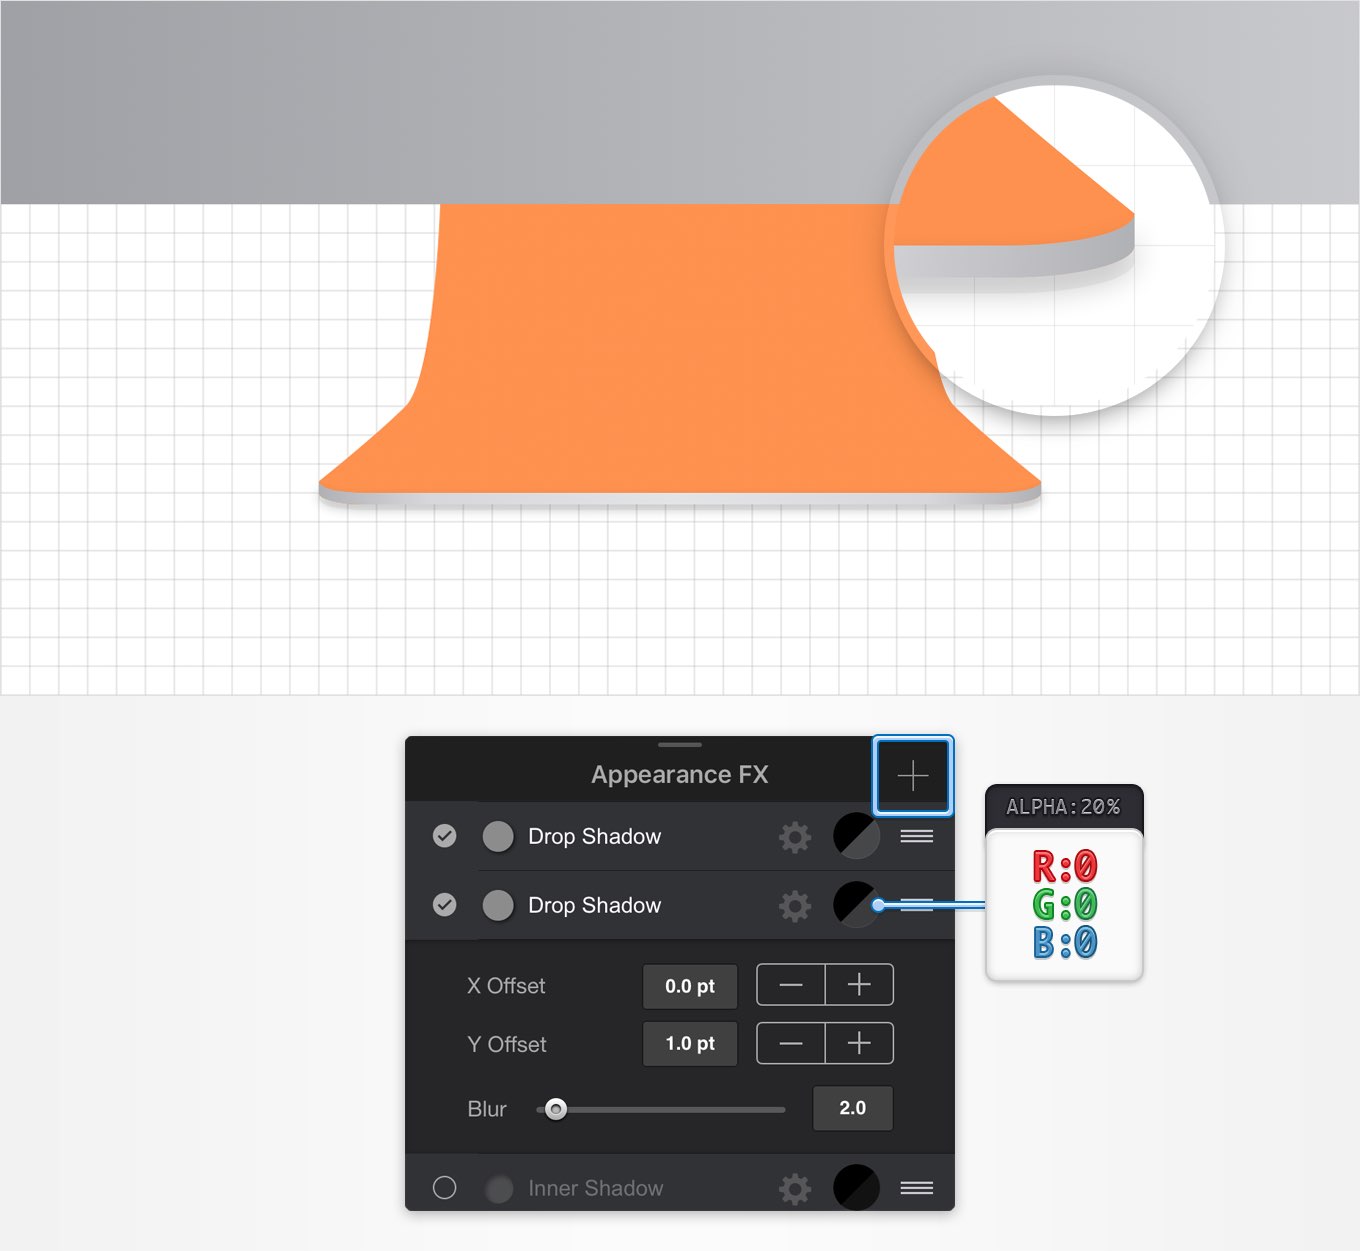 Appearance FX
Drop Shadow
Drop Shadow
ALPHA:20%
R:0
G:0
B:0
X Offset 0.0 pt
Y Offset 1.0 pt
Blur 2.0
Inner Shadow